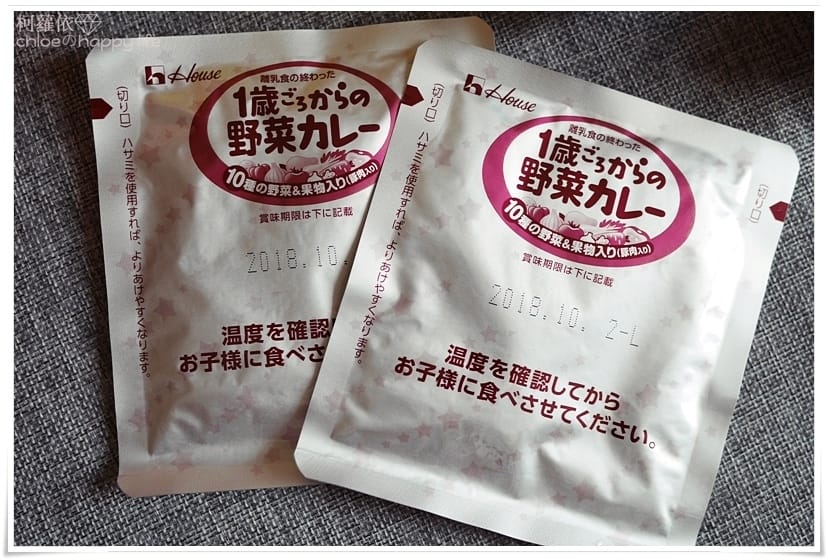 柯蘿依
chloeのhappy life
House
離乳食の終わった
1歳ごろからの
野菜カレー
10種の野菜&果物入り(豚肉入り)
賞味期限は下に記載
2018.10.
温度を確認し
お子様に食べさ
(切り口)
ハサミを使用すれば、よりあけやすくなります。
House
離乳食の終わった
1歳ごろからの
野菜カレー
10種の野菜&果物入り(豚肉入り)
賞味期限は下に記載
2018.10. 2-L
温度を確認してから
お子様に食べさせてください。
(切り口)
ハサミを使用すれば、よりあけやすくなります。
(切り口)